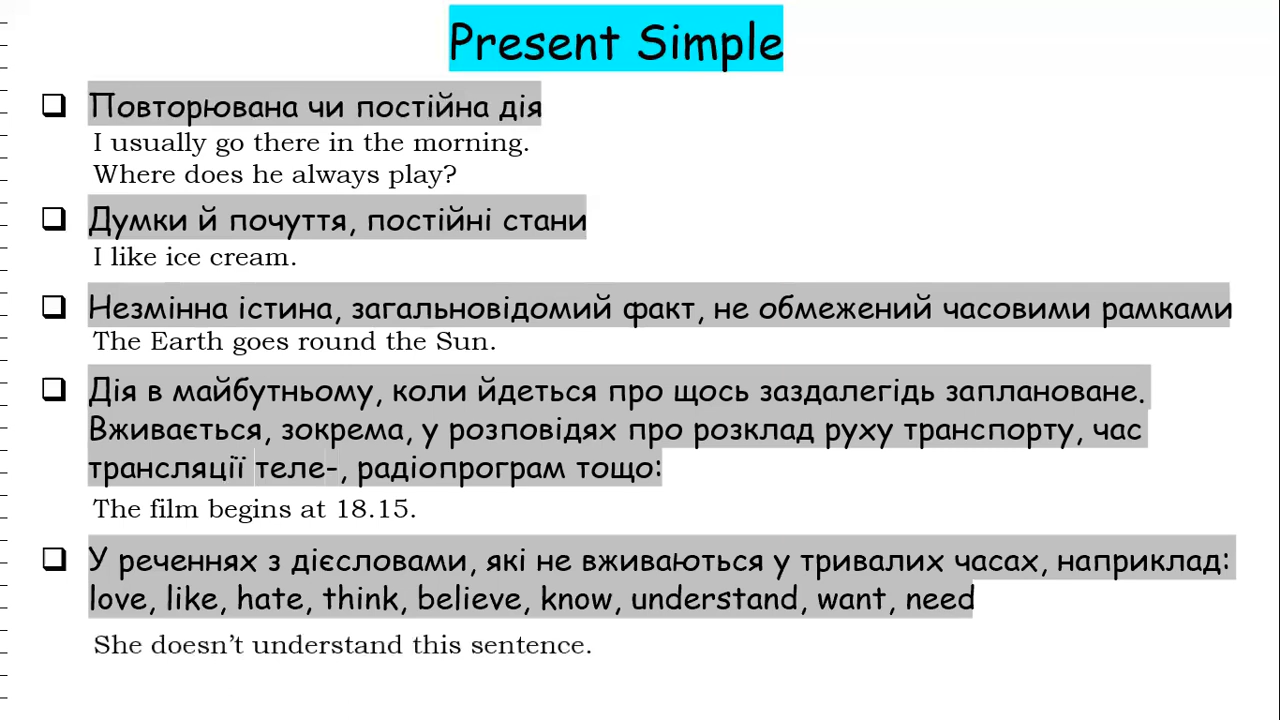 Present Simple
Повторювана чи постійна дія
I usually go there in the morning.
Where does he always play?
Думки й почуття, постійні стани
I like ice cream.
Незмінна істина, загальновідомий факт, не обмежений часовими рамками
The Earth goes round the Sun.
Дія в майбутньому, коли йдеться про щось заздалегідь заплановане.
Вживається, зокрема, у розповідях про розклад руху транспорту, час
трансляції теле-, радіопрограм тощо:
The film begins at 18.15.
У реченнях з дієсловами, які не вживаються у тривалих часах, наприклад:
love, like, hate, think, believe, know, understand, want, need
She doesn’t understand this sentence.